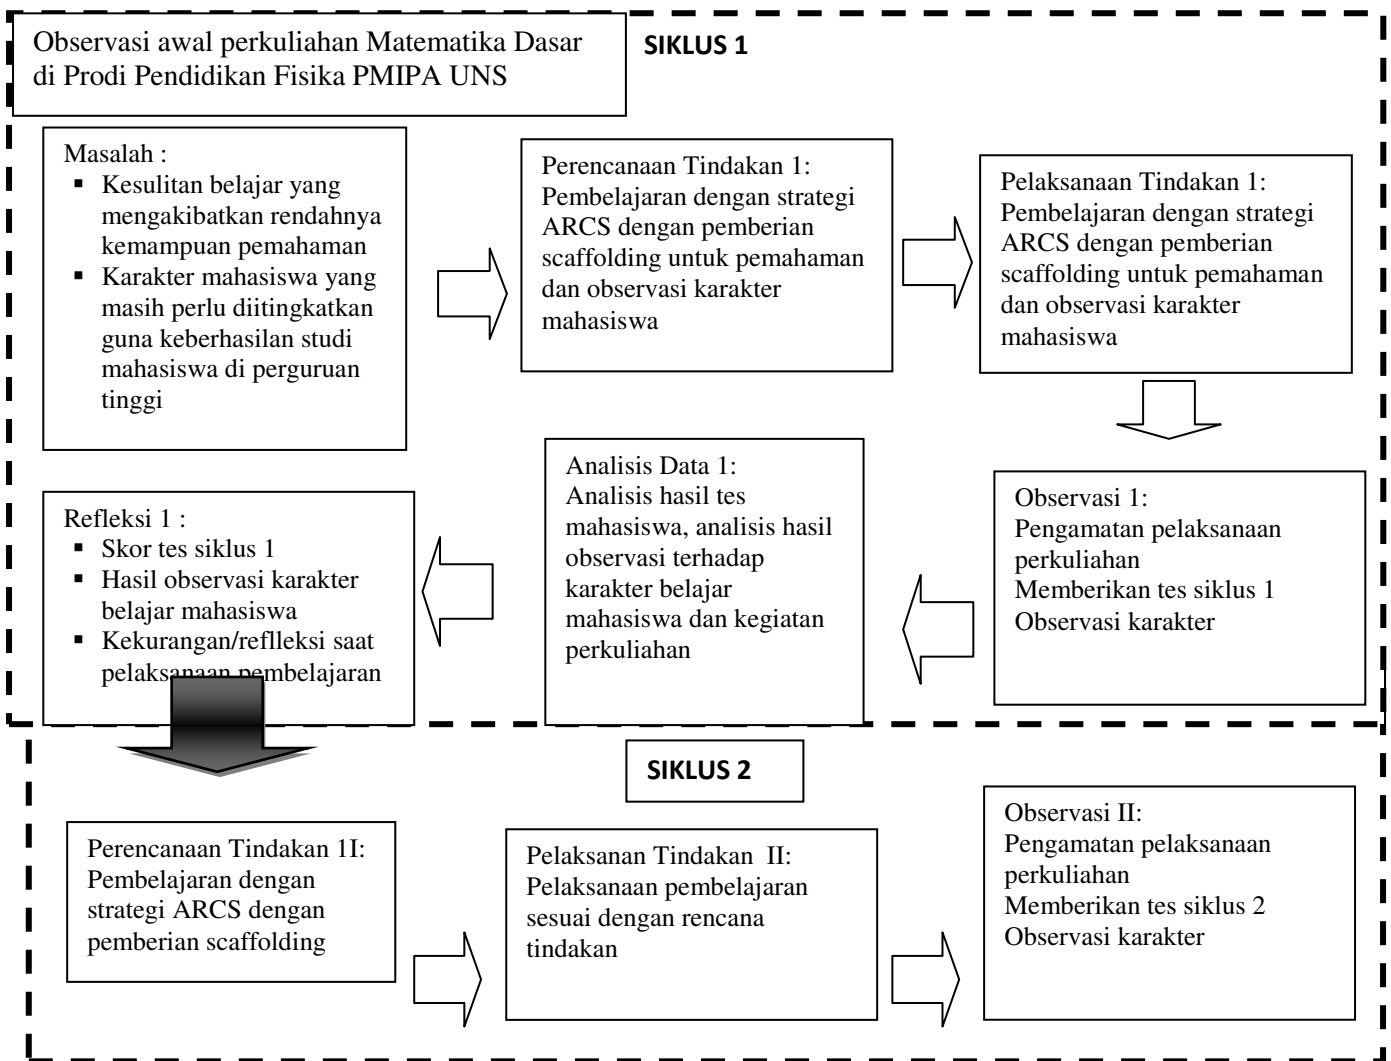 Observasi awal perkuliahan Matematika Dasar
di Prodi Pendidikan Fisika PMIPA UNS
SIKLUS 1
Masalah :
▪ Kesulitan belajar yang
mengakibatkan rendahnya
kemampuan pemahaman
▪ Karakter mahasiswa yang
masih perlu diitingkatkan
guna keberhasilan studi
mahasiswa di perguruan
tinggi
Perencanaan Tindakan 1:
Pembelajaran dengan strategi
ARCS dengan pemberian
scaffolding untuk pemahaman
dan observasi karakter
mahasiswa
Pelaksanaan Tindakan 1:
Pembelajaran dengan strategi
ARCS dengan pemberian
scaffolding untuk pemahaman
dan observasi karakter
mahasiswa
Observasi 1:
Pengamatan pelaksanaan
perkuliahan
Memberikan tes siklus 1
Observasi karakter
Analisis Data 1:
Analisis hasil tes
mahasiswa, analisis hasil
observasi terhadap
karakter belajar
mahasiswa dan kegiatan
perkuliahan
Refleksi 1 :
▪ Skor tes siklus 1
▪ Hasil observasi karakter
belajar mahasiswa
▪ Kekurangan/reflleksi saat
pelaksanaan pembelajaran
SIKLUS 2
Perencanaan Tindakan 1I:
Pembelajaran dengan
strategi ARCS dengan
pemberian scaffolding
Pelaksanan Tindakan II:
Pelaksanaan pembelajaran
sesuai dengan rencana
tindakan
Observasi II:
Pengamatan pelaksanaan
perkuliahan
Memberikan tes siklus 2
Observasi karakter